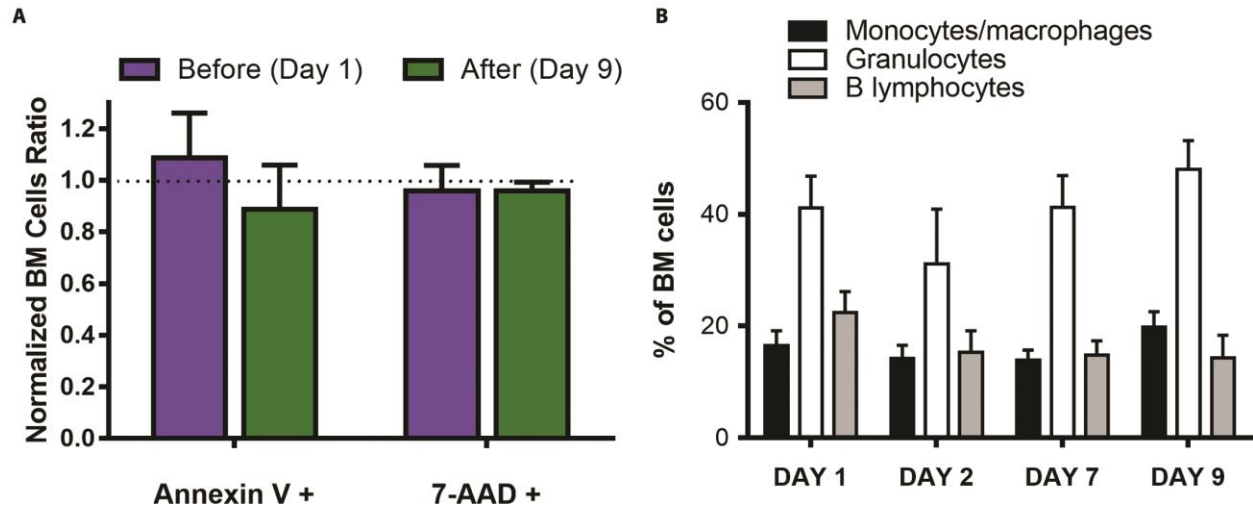 A
Before (Day 1)
After (Day 9)
Normalized BM Cells Ratio
1.2
1.0
0.8
0.6
0.4
0.2
0.0
Annexin V +
7-AAD +
B
Monocytes/macrophages
Granulocytes
B lymphocytes
% of BM cells
60
40
20
0
DAY 1
DAY 2
DAY 7
DAY 9